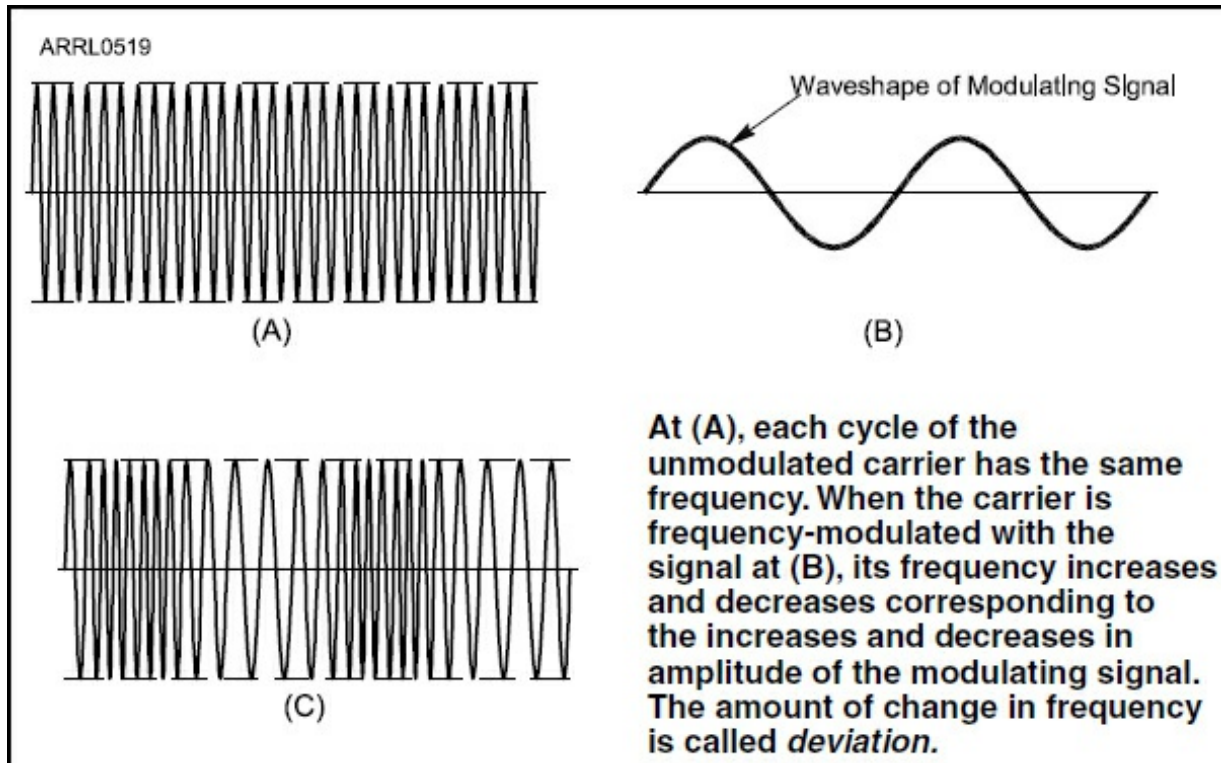 ARRL0519
Waveshape of Modulating Signal
(A)
(B)
(C)
At (A), each cycle of the
unmodulated carrier has the same
frequency. When the carrier is
frequency-modulated with the
signal at (B), its frequency increases
and decreases corresponding to
the increases and decreases in
amplitude of the modulating signal.
The amount of change in frequency
is called deviation.